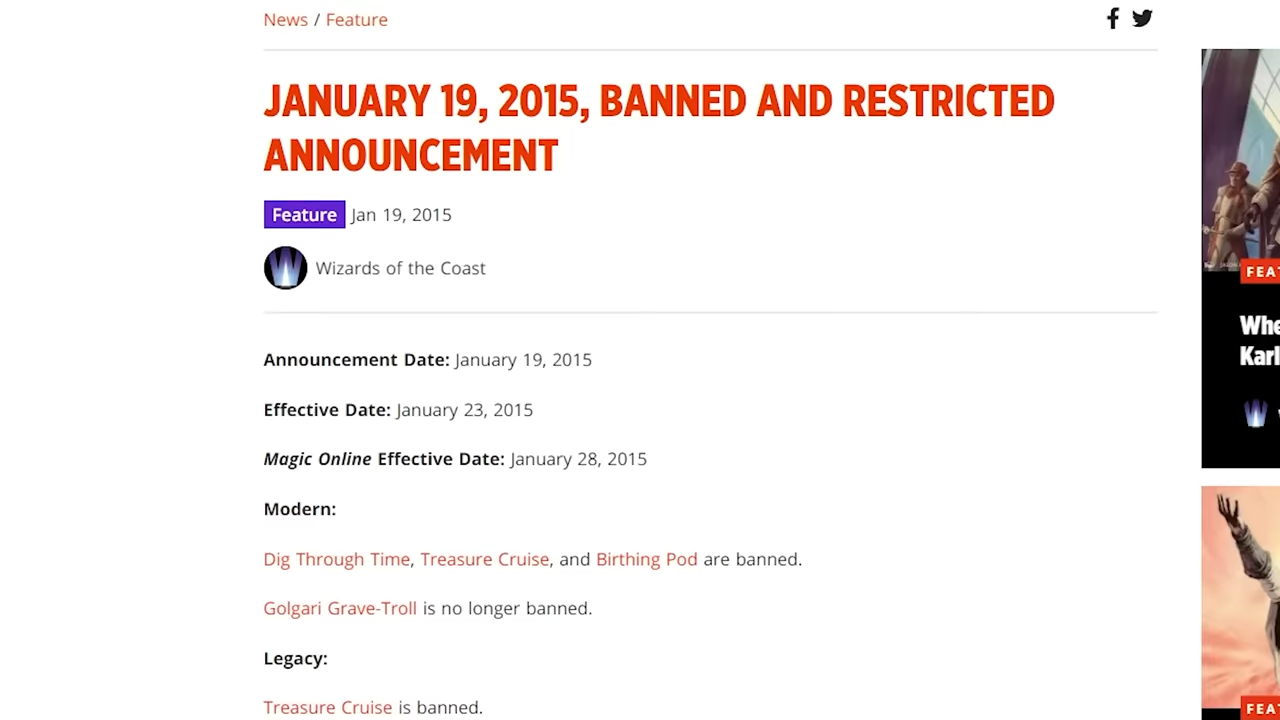 News / Feature
JANUARY 19, 2015, BANNED AND RESTRICTED
ANNOUNCEMENT
Feature Jan 19, 2015
Wizards of the Coast
Announcement Date: January 19, 2015
Effective Date: January 23, 2015
Magic Online Effective Date: January 28, 2015
Modern:
Dig Through Time, Treasure Cruise, and Birthing Pod are banned.
Golgari Grave-Troll is no longer banned.
Legacy:
Treasure Cruise is banned.
FEA
Whe
Karl
FEA